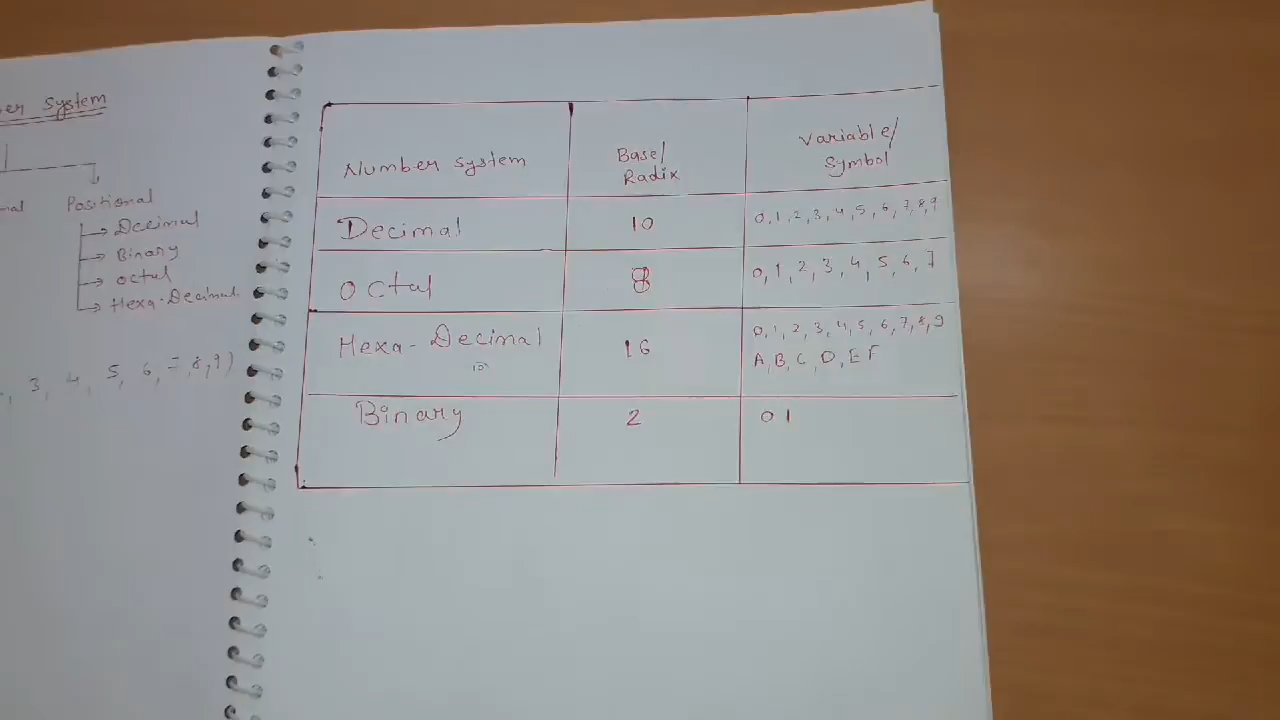 System
Positional
Decimal
Binary
octal
Hexa-Decimal
3, 4, 5, 6, 7, 8, 9)
Number System Base/ Radix Variable/ Symbol
Decimal 10 0, 1, 2, 3, 4, 5, 6, 7, 8, 9
Octal 8 0, 1, 2, 3, 4, 5, 6, 7
Hexa-Decimal 16 0, 1, 2, 3, 4, 5, 6, 7, 8, 9
A, B, C, D, E F
Binary 2 0 1